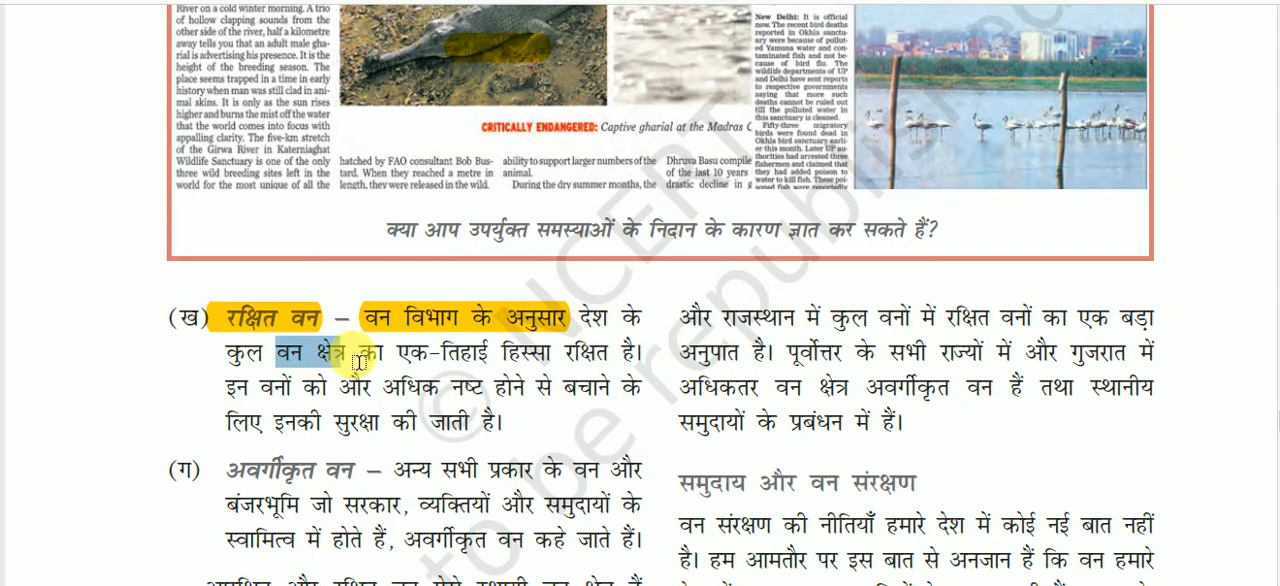 River on a cold winter morning. A trio
of hollow clapping sounds from the
other side of the river, half a kilometre
away tells you that an adult male gha-
rial is advertising his presence. It is the
height of the breeding season. The
place seems trapped in a time in early
history when man was still clad in ani-
mal skins. It is only as the sun rises
higher and burns the mist off the water
that the world comes into focus with
appalling clarity. The five-km stretch
of the Girwa River in Katerniaghat
Wildlife Sanctuary is one of the only
three wild breeding sites left in the
world for the most unique of all the
CRITICALLY ENDANGERED: Captive gharial at the Madras C
hatched by FAO consultant Bob Bus-
tard. When they reached a metre in
length, they were released in the wild.
ability to support larger numbers of the
animal.
During the dry summer months, the
Dhruva Basu compile
of the last 10 years
drastic decline in g
New Delhi: It is official
now. The recent bird deaths
reported in Okhla sanctu-
ary were because of pollut-
ed Yamuna water and con-
taminated fish and not be-
cause of bird flu. The
wildlife departments of UP
and Delhi have sent reports
to respective governments
saying that more such
deaths cannot be ruled out
till the polluted water in
this sanctuary is cleaned.
Fifty-three migratory
birds were found dead in
Okhla bird sanctuary earli-
er this month. Later UP au-
thorities had arrested three
fishermen and claimed that
they had added poison to
water to kill fish. These poi-
soned fish were reportedly
क्या आप उपर्युक्त समस्याओं के निदान के कारण ज्ञात कर सकते हैं?
(ख) रक्षित वन – वन विभाग के अनुसार देश के
कुल वन क्षेत्र का एक-तिहाई हिस्सा रक्षित है।
इन वनों को और अधिक नष्ट होने से बचाने के
लिए इनकी सुरक्षा की जाती है।
(ग) अवर्गीकृत वन – अन्य सभी प्रकार के वन और
बंजरभूमि जो सरकार, व्यक्तियों और समुदायों के
स्वामित्व में होते हैं, अवर्गीकृत वन कहे जाते हैं।
और राजस्थान में कुल वनों में रक्षित वनों का एक बड़ा
अनुपात है। पूर्वोत्तर के सभी राज्यों में और गुजरात में
अधिकतर वन क्षेत्र अवर्गीकृत वन हैं तथा स्थानीय
समुदायों के प्रबंधन में हैं।
समुदाय और वन संरक्षण
वन संरक्षण की नीतियाँ हमारे देश में कोई नई बात नहीं
है। हम आमतौर पर इस बात से अनजान हैं कि वन हमारे
© NCERT
to be republished